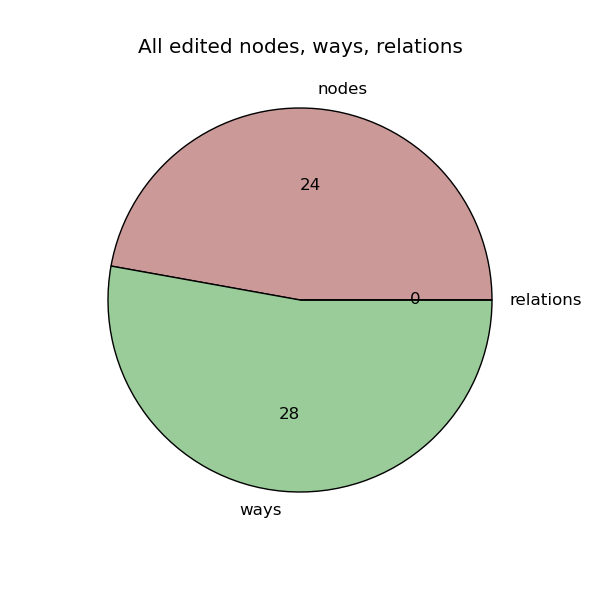 All edited nodes, ways, relations
nodes
24
0
relations
28
ways